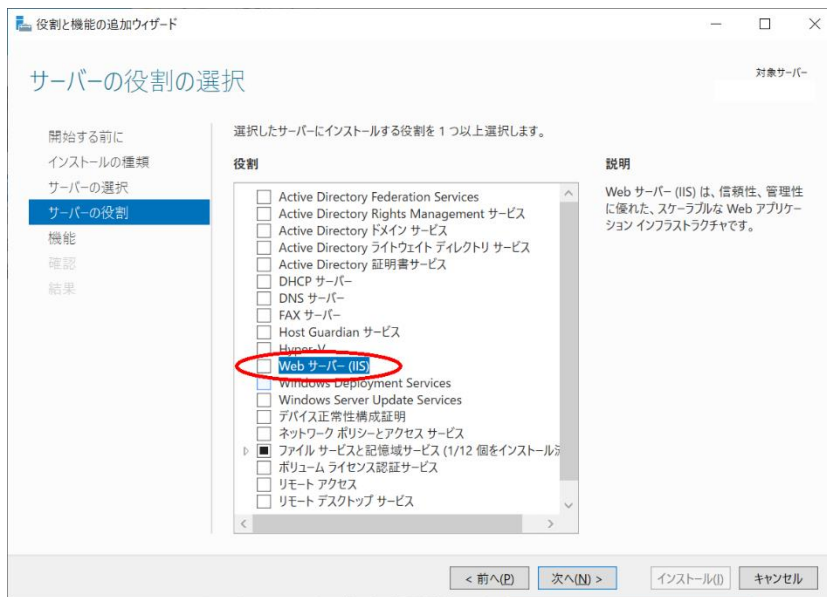 役割と機能の追加ウィザード
サーバーの役割の選択
対象サーバー
開始する前に
インストールの種類
サーバーの選択
サーバーの役割
機能
確認
結果
選択したサーバーにインストールする役割を 1 つ以上選択します。
役割
Active Directory Federation Services
Active Directory Rights Management サービス
Active Directory ドメイン サービス
Active Directory ライトウェイト ディレクトリ サービス
Active Directory 証明書サービス
DHCP サーバー
DNS サーバー
FAX サーバー
Host Guardian サービス
Hyper-V
Web サーバー (IIS)
Windows Deployment Services
Windows Server Update Services
デバイス正常性構成証明
ネットワーク ポリシーとアクセス サービス
ファイル サービスと記憶域サービス (1/12 個をインストール済
ボリューム ライセンス認証サービス
リモート アクセス
リモート デスクトップ サービス
説明
Web サーバー (IIS) は、信頼性、管理性
に優れた、スケーラブルな Web アプリケー
ション インフラストラクチャです。
< 前へ(P)
次へ(N) >
インストール(I)
キャンセル